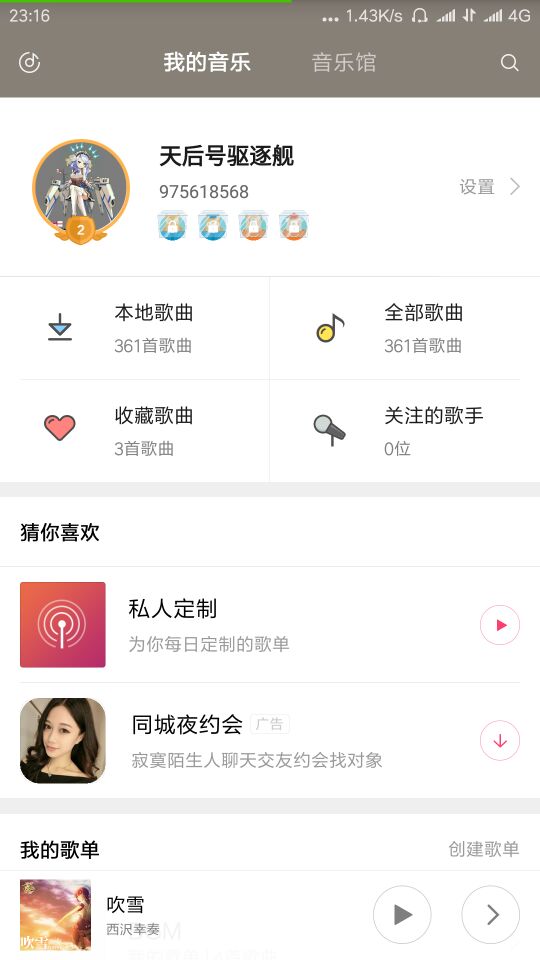 23:16
... 1.43K/s 4G
我的音乐
音乐馆
天后号驱逐舰
975618568
设置
2
本地歌曲
361首歌曲
全部歌曲
361首歌曲
收藏歌曲
3首歌曲
关注的歌手
0位
猜你喜欢
私人定制
为你每日定制的歌单
同城夜约会 广告
寂寞陌生人聊天交友约会找对象
我的歌单
创建歌单
吹雪
吹雪
西沢幸奏